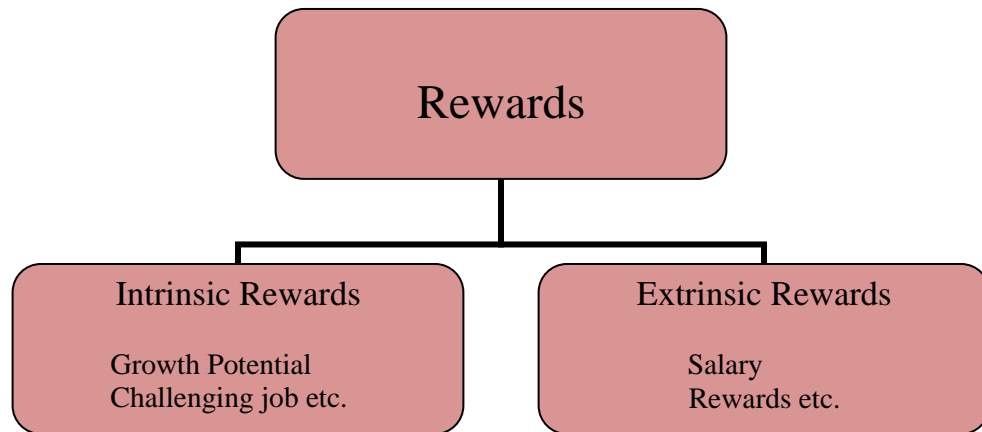 Rewards
Intrinsic Rewards
Growth Potential
Challenging job etc.
Extrinsic Rewards
Salary
Rewards etc.